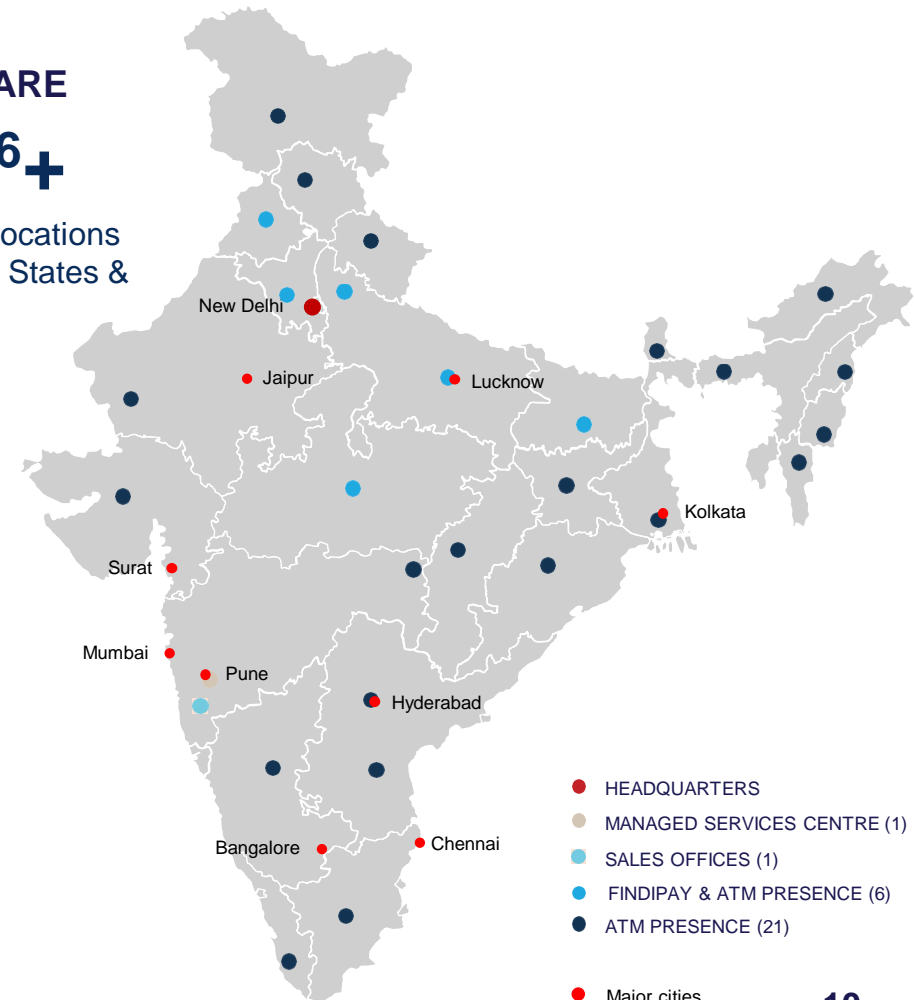 ARE
6+
ocations
States &
New Delhi
Jaipur
Lucknow
Kolkata
Surat
Mumbai
Pune
Hyderabad
Bangalore
Chennai
HEADQUARTERS
MANAGED SERVICES CENTRE (1)
SALES OFFICES (1)
FINDIPAY & ATM PRESENCE (6)
ATM PRESENCE (21)
Major cities
10